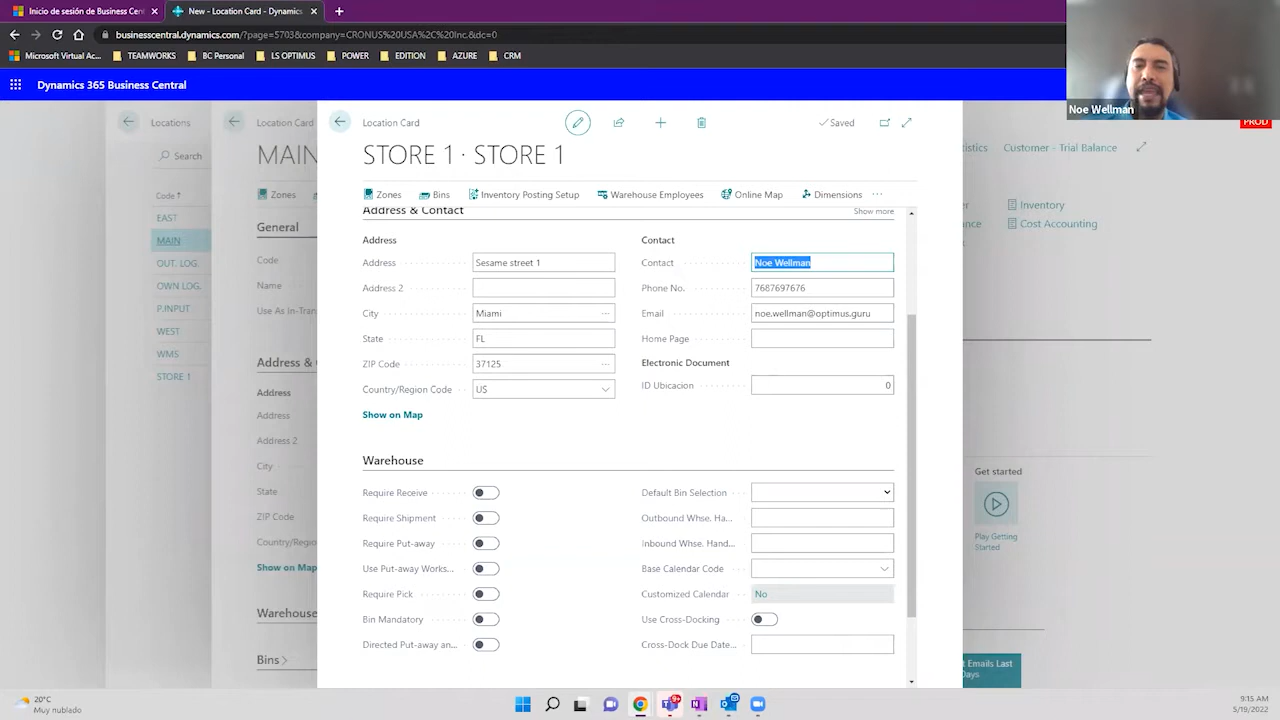 Inicio de sesión de Business Cent
New - Location Card - Dynamics
businesscentral.dynamics.com/?page=5703&company=CRONUS%20USA%2C%20Inc.&dc=0
Microsoft Virtual Ac...
TEAMWORKS
BC Personal
LS OPTIMUS
POWER
EDITION
AZURE
CRM
Dynamics 365 Business Central
Noe Wellman
PROD
Locations
Search
Code
EAST
MAIN
OUT. LOG.
OWN LOG.
P.INPUT
WEST
WMS
STORE 1
Location Card
MAIN
Zones
General
Code
Name
Use As In-Tran
Address & C
Address
Address
Address 2
City
State
ZIP Code
Country/Regio
Show on Map
Warehouse
Bins
Location Card
Saved
STORE 1 · STORE 1
Zones
Bins
Inventory Posting Setup
Warehouse Employees
Online Map
Dimensions
Address & Contact
Show more
Address
Address Sesame street 1
Address 2
City Miami
State FL
ZIP Code 37125
Country/Region Code US
Show on Map
Contact
Contact Noe Wellman
Phone No. 7687697676
Email noe.wellman@optimus.guru
Home Page
Electronic Document
ID Ubicacion 0
Warehouse
Require Receive
Require Shipment
Require Put-away
Use Put-away Works...
Require Pick
Bin Mandatory
Directed Put-away an...
Default Bin Selection
Outbound Whse. Ha...
Inbound Whse. Hand...
Base Calendar Code
Customized Calendar No
Use Cross-Docking
Cross-Dock Due Date...
tistics
Customer - Trial Balance
Inventory
Cost Accounting
Get started
Play Getting
Started
t Emails Last
Days
20°C
Muy nublado
9:15 AM
5/19/2022